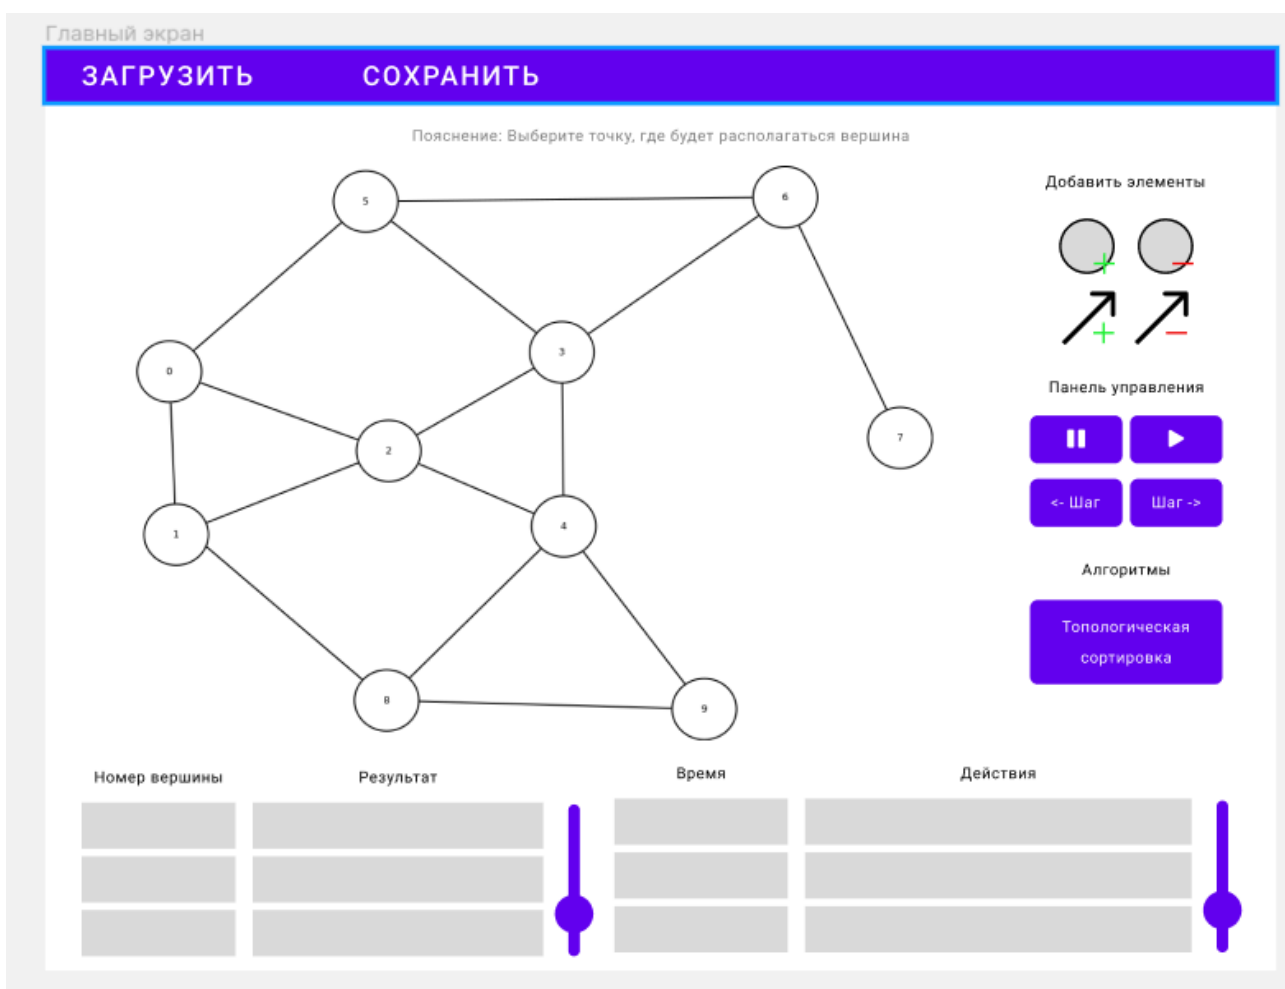 Главный экран
ЗАГРУЗИТЬ СОХРАНИТЬ
Пояснение: Выберите точку, где будет располагаться вершина
Добавить элементы
5
6
3
0
2
7
1
4
8
9
Панель управления
<- Шаг
Шаг ->
Алгоритмы
Топологическая
сортировка
Номер вершины
Результат
Время
Действия